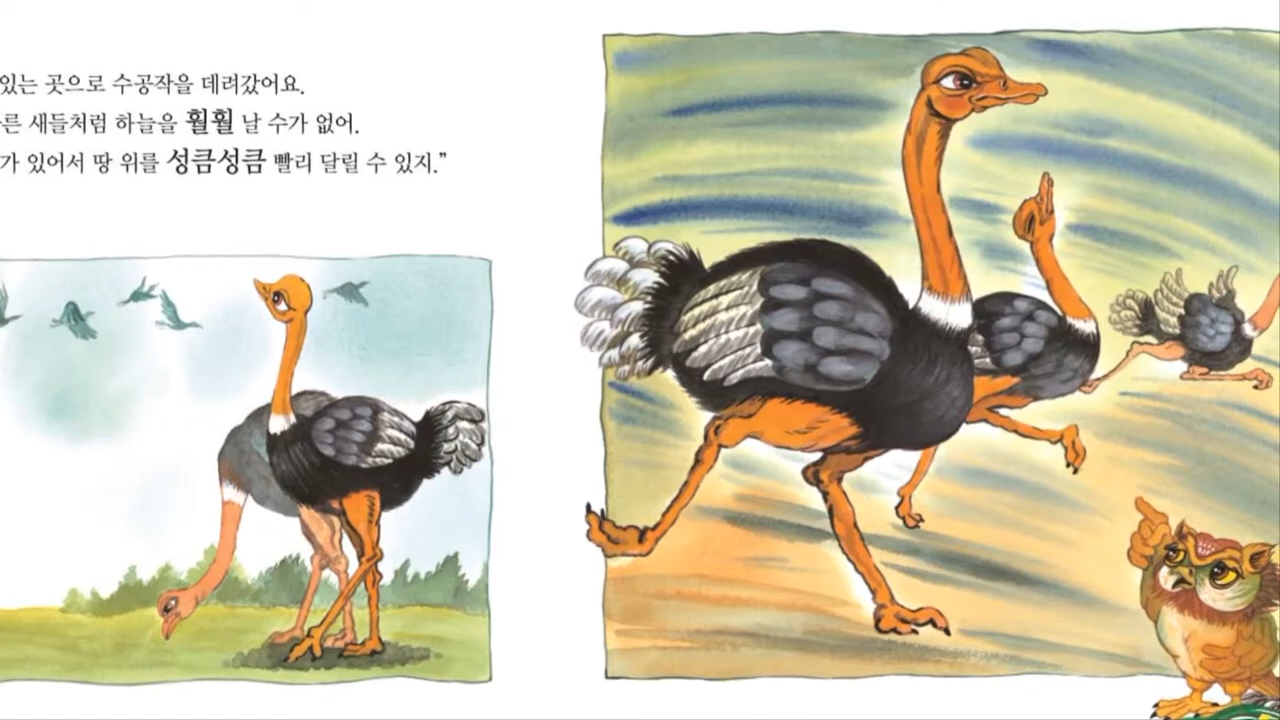 있는 곳으로 수공작을 데려갔어요.
른 새들처럼 하늘을 훨훨 날 수가 없어.
가 있어서 땅 위를 성큼성큼 빨리 달릴 수 있지.”